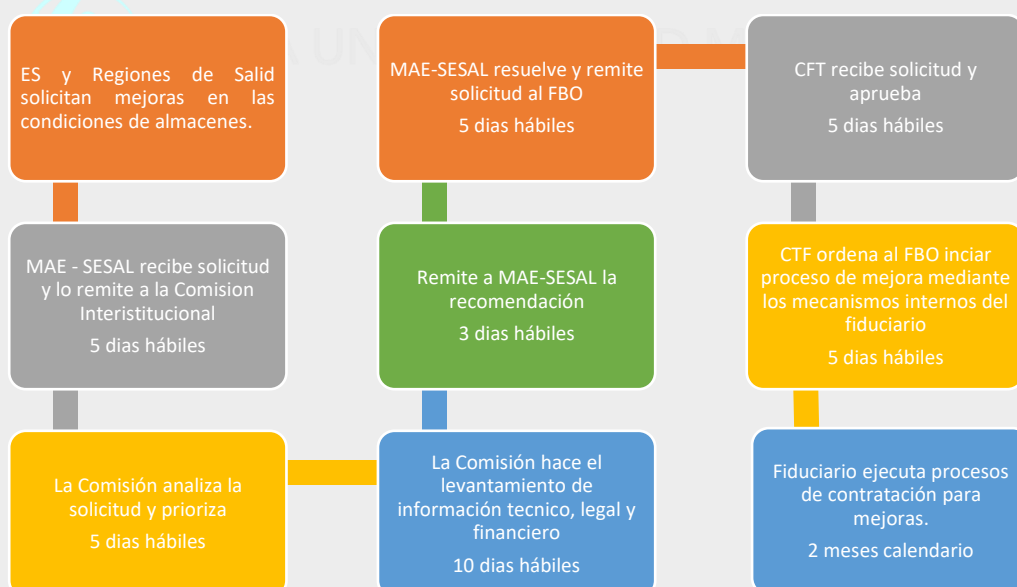 ES y Regiones de Salid
solicitan mejoras en las
condiciones de almacenes.
MAE - SESAL recibe solicitud
y lo remite a la Comision
Interistitucional
5 dias hábiles
La Comisión analiza la
solicitud y prioriza
5 dias hábiles
La Comisión hace el
levantamiento de
información tecnico, legal y
financiero
10 dias hábiles
Remite a MAE-SESAL la
recomendación
3 dias hábiles
MAE-SESAL resuelve y remite
solicitud al FBO
5 dias hábiles
CFT recibe solicitud y
aprueba
5 dias hábiles
CTF ordena al FBO inciar
proceso de mejora mediante
los mecanismos internos del
fiduciario
5 dias hábiles
Fiduciario ejecuta procesos
de contratación para
mejoras.
2 meses calendario